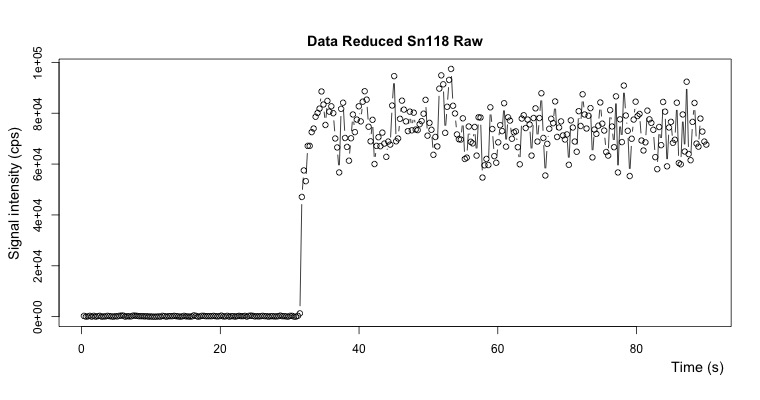 Data Reduced Sn118 Raw
Signal intensity (cps)
1e+05
8e+04
6e+04
4e+04
2e+04
0e+00
0 20 40 60 80
Time (s)